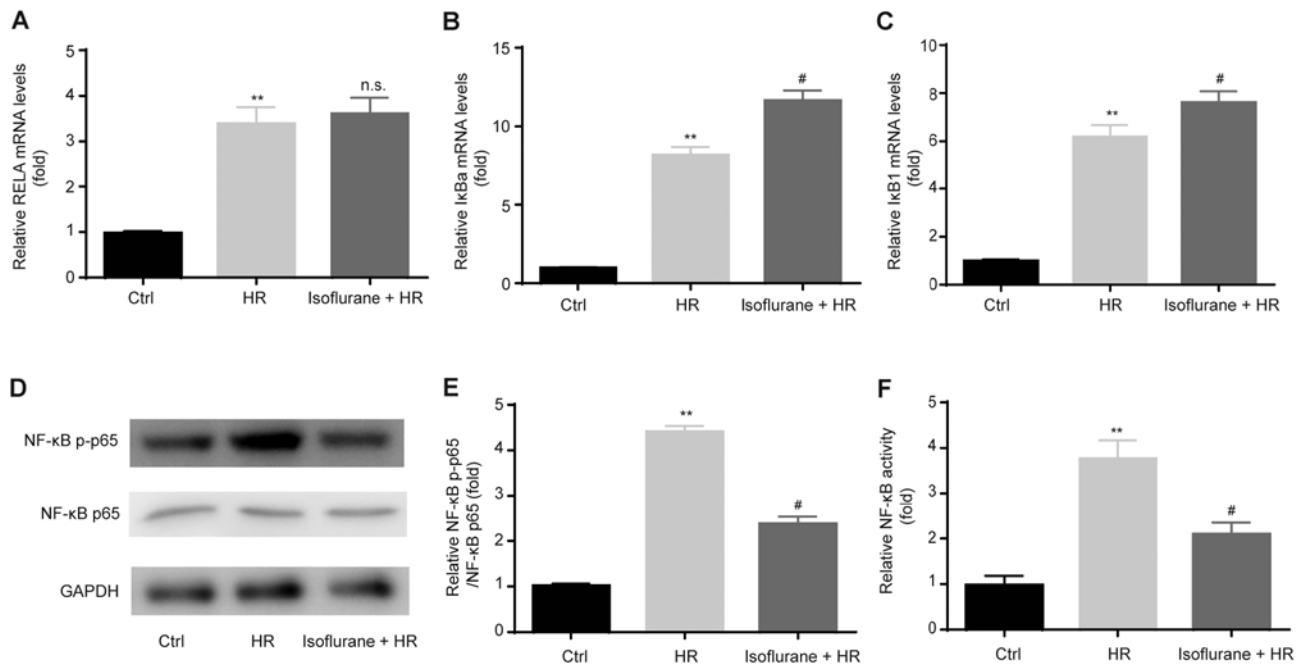 A
Relative RELA mRNA levels
(fold)
5
4
3
2
1
0
**
n.s.
Ctrl
HR
Isoflurane + HR
B
Relative IκBa mRNA levels
(fold)
15
10
5
0
**
#
Ctrl
HR
Isoflurane + HR
C
Relative IκB1 mRNA levels
(fold)
10
8
6
4
2
0
**
#
Ctrl
HR
Isoflurane + HR
D
NF-κB p-p65
NF-κB p65
GAPDH
Ctrl
HR
Isoflurane + HR
E
Relative NF-κB p-p65
/NF-κB p65 (fold)
5
4
3
2
1
0
**
#
Ctrl
HR
Isoflurane + HR
F
Relative NF-κB activity
(fold)
5
4
3
2
1
0
**
#
Ctrl
HR
Isoflurane + HR